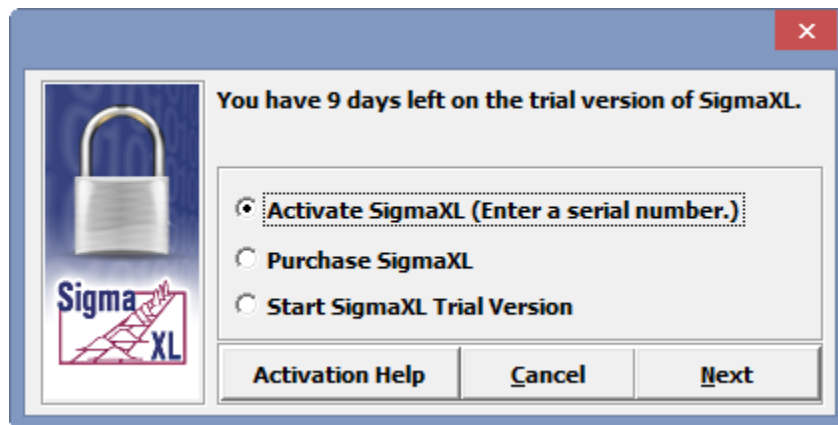 You have 9 days left on the trial version of SigmaXL.
Activate SigmaXL (Enter a serial number.)
Purchase SigmaXL
Start SigmaXL Trial Version
Sigma
XL
Activation Help
Cancel
Next